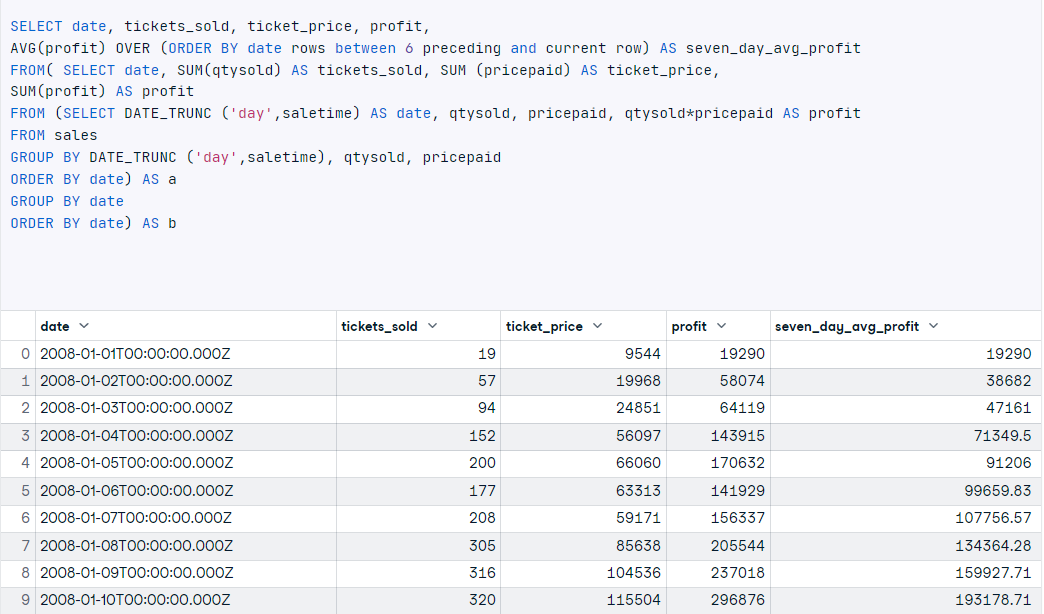 SELECT date, tickets_sold, ticket_price, profit,
AVG(profit) OVER (ORDER BY date rows between 6 preceding and current row) AS seven_day_avg_profit
FROM( SELECT date, SUM(qtysold) AS tickets_sold, SUM (pricepaid) AS ticket_price,
SUM(profit) AS profit
FROM (SELECT DATE_TRUNC ('day',saletime) AS date, qtysold, pricepaid, qtysold*pricepaid AS profit
FROM sales
GROUP BY DATE_TRUNC ('day',saletime), qtysold, pricepaid
ORDER BY date) AS a
GROUP BY date
ORDER BY date) AS b
date tickets_sold ticket_price profit seven_day_avg_profit
0 2008-01-01T00:00:00.000Z 19 9544 19290 19290
1 2008-01-02T00:00:00.000Z 57 19968 58074 38682
2 2008-01-03T00:00:00.000Z 94 24851 64119 47161
3 2008-01-04T00:00:00.000Z 152 56097 143915 71349.5
4 2008-01-05T00:00:00.000Z 200 66060 170632 91206
5 2008-01-06T00:00:00.000Z 177 63313 141929 99659.83
6 2008-01-07T00:00:00.000Z 208 59171 156337 107756.57
7 2008-01-08T00:00:00.000Z 305 85638 205544 134364.28
8 2008-01-09T00:00:00.000Z 316 104536 237018 159927.71
9 2008-01-10T00:00:00.000Z 320 115504 296876 193178.71